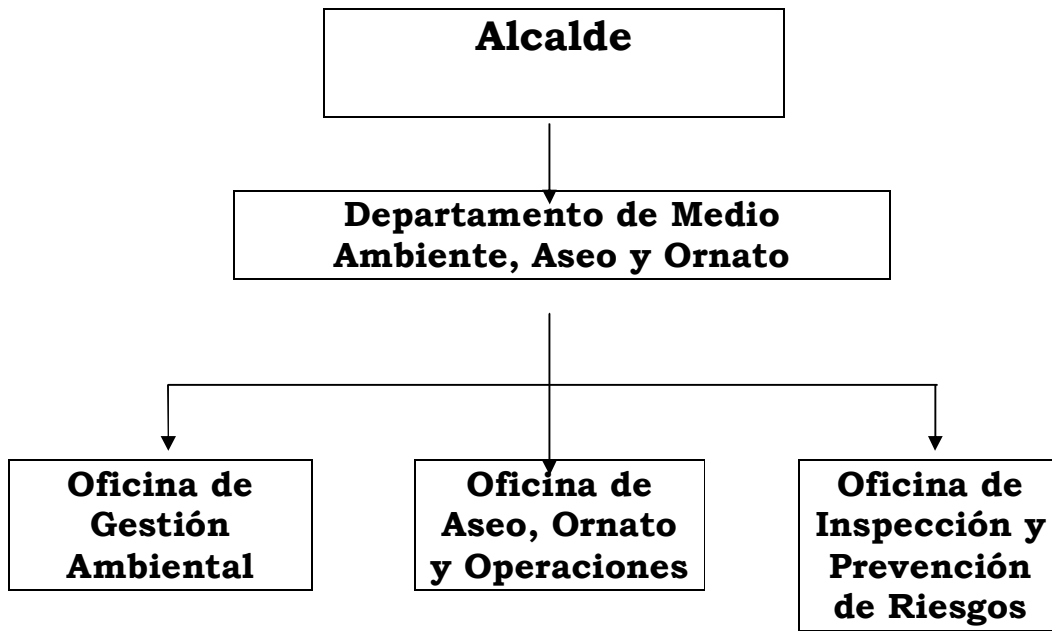 Alcalde
Departamento de Medio
Ambiente, Aseo y Ornato
Oficina de
Gestión
Ambiental
Oficina de
Aseo, Ornato
y Operaciones
Oficina de
Inspección y
Prevención
de Riesgos